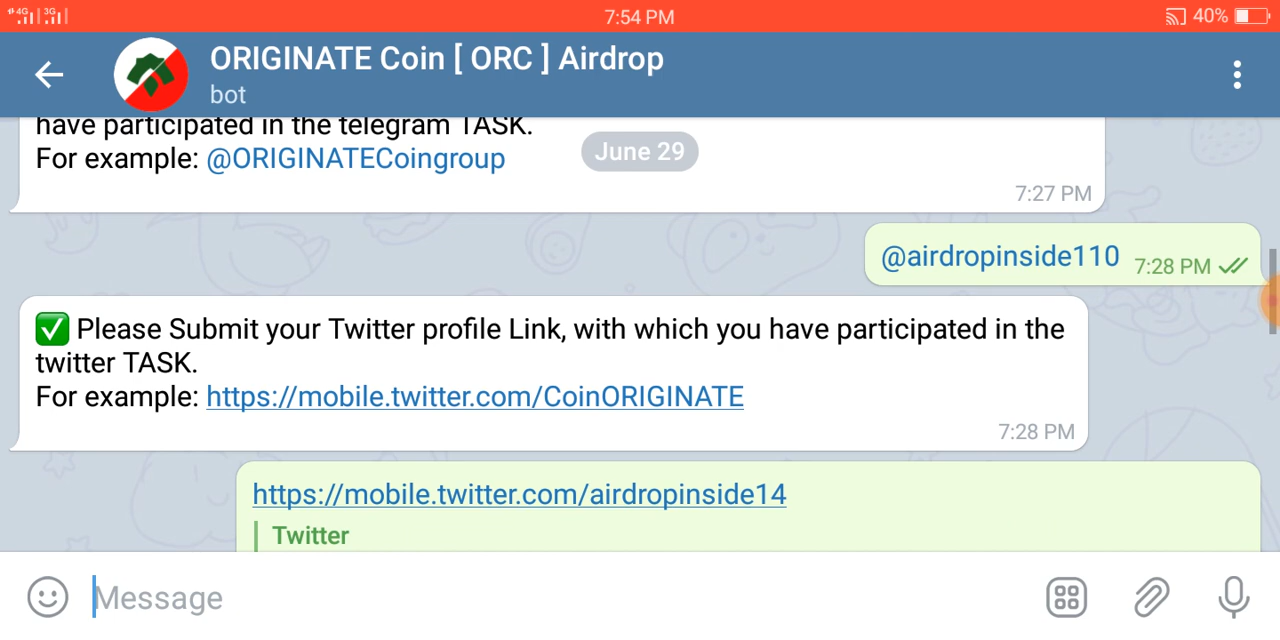 4G 3G 7:54 PM 40%
ORIGINATE Coin [ ORC ] Airdrop
bot
have participated in the telegram TASK.
For example: @ORIGINATECoingroup
June 29
7:27 PM
@airdropinside110 7:28 PM
Please Submit your Twitter profile Link, with which you have participated in the
twitter TASK.
For example: https://mobile.twitter.com/CoinORIGINATE
7:28 PM
https://mobile.twitter.com/airdropinside14
Twitter
Message